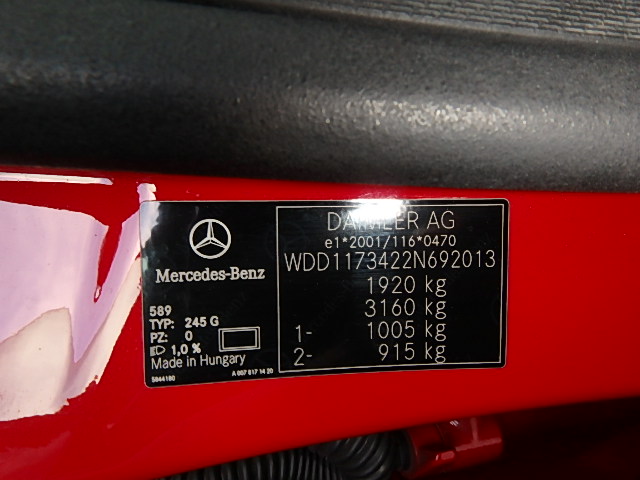 Mercedes-Benz
589
TYP: 245 G
PZ: 0
1,0 %
Made in Hungary
5844180
A 007 817 14 20
DAIMLER AG
e1*2001/116*0470
WDD1173422N692013
1920 kg
3160 kg
1- 1005 kg
2- 915 kg